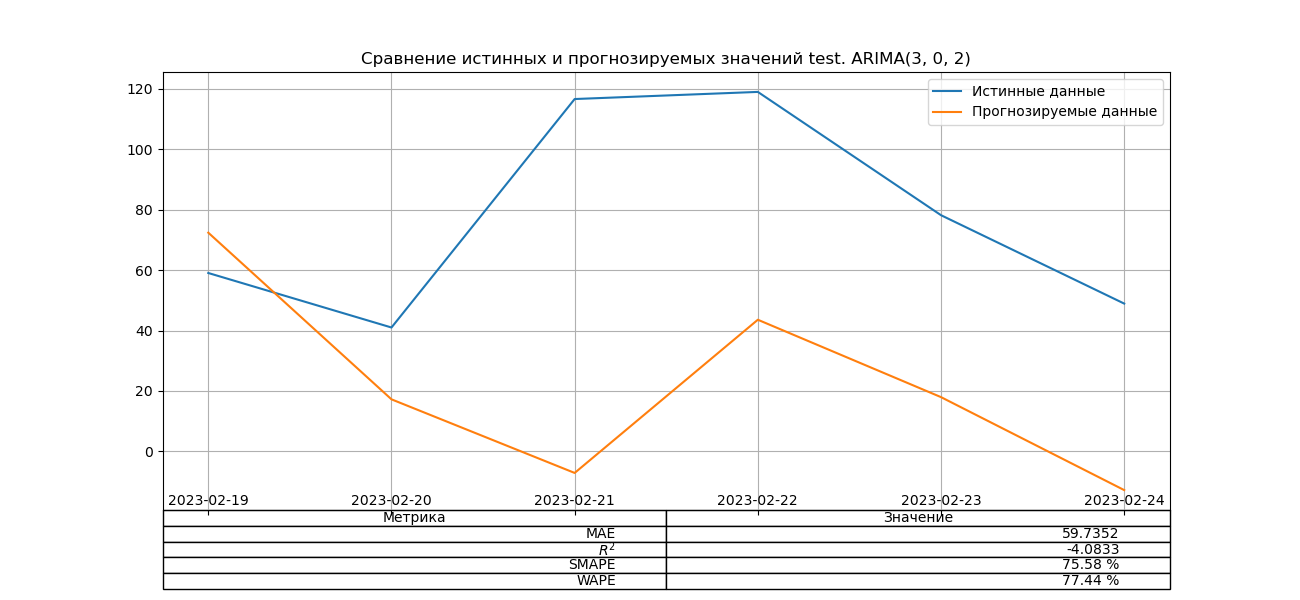 Сравнение истинных и прогнозируемых значений test. ARIMA(3, 0, 2)
Истинные данные
Прогнозируемые данные
120
100
80
60
40
20
0
2023-02-19 2023-02-20 2023-02-21 2023-02-22 2023-02-23 2023-02-24
Метрика Значение
MAE 59.7352
R² -4.0833
SMAPE 75.58 %
WAPE 77.44 %